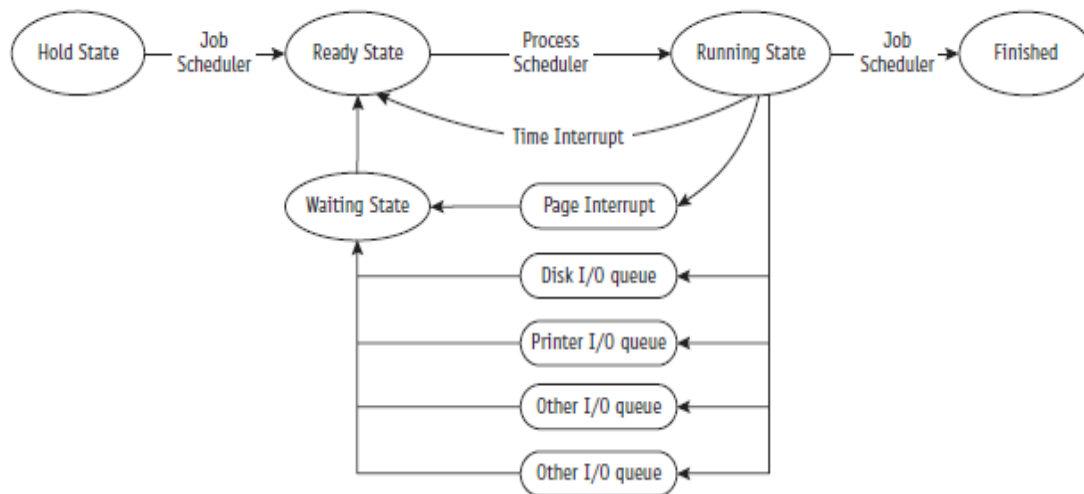 Hold State
Job
Scheduler
Ready State
Process
Scheduler
Running State
Job
Scheduler
Finished
Time Interrupt
Waiting State
Page Interrupt
Disk I/O queue
Printer I/O queue
Other I/O queue
Other I/O queue